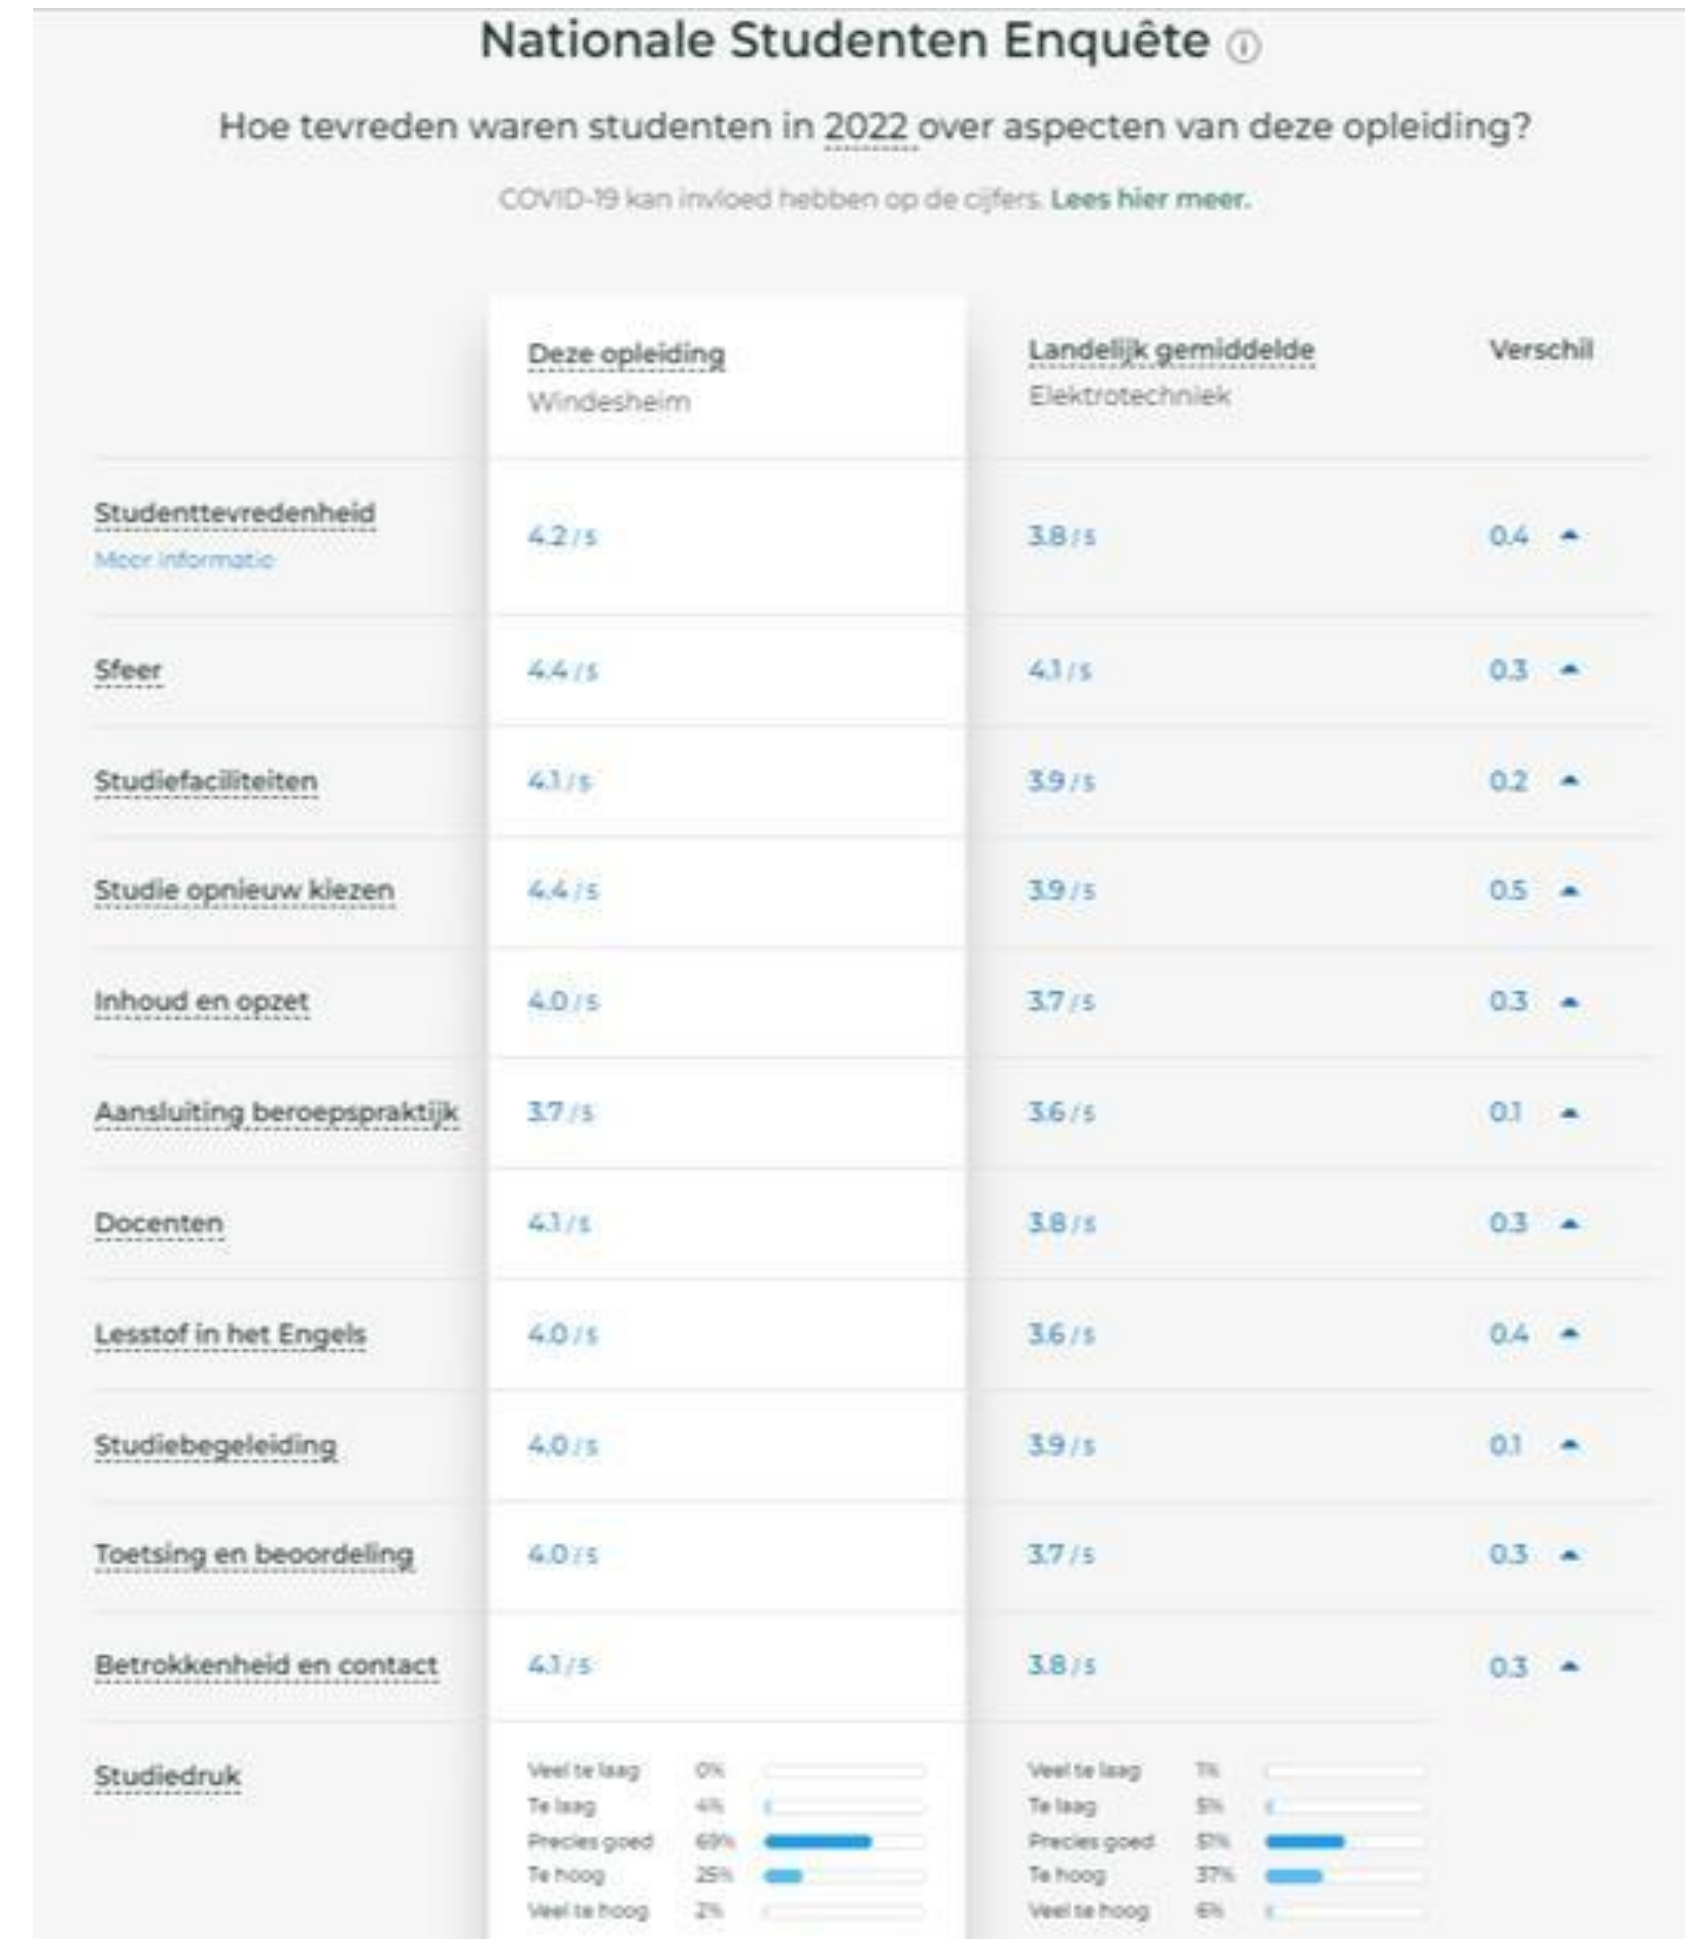 Nationale Studenten Enquête
Hoe tevreden waren studenten in 2022 over aspecten van deze opleiding?
COVID-19 kan invloed hebben op de cijfers. Lees hier meer.
Deze opleiding Landelijk gemiddelde Verschil
Windesheim Elektrotechniek
Studenttevredenheid 4.2 / 5 3.8 / 5 0.4
Meer informatie
Sfeer 4.4 / 5 4.1 / 5 0.3
Studiefaciliteiten 4.1 / 5 3.9 / 5 0.2
Studie opnieuw kiezen 4.4 / 5 3.9 / 5 0.5
Inhoud en opzet 4.0 / 5 3.7 / 5 0.3
Aansluiting beroepspraktijk 3.7 / 5 3.6 / 5 0.1
Docenten 4.1 / 5 3.8 / 5 0.3
Lesstof in het Engels 4.0 / 5 3.6 / 5 0.4
Studiebegeleiding 4.0 / 5 3.9 / 5 0.1
Toetsing en beoordeling 4.0 / 5 3.7 / 5 0.3
Betrokkenheid en contact 4.1 / 5 3.8 / 5 0.3
Studiedruk Veel te laag 0% Veel te laag 1%
Te laag 4% Te laag 5%
Precies goed 69% Precies goed 51%
Te hoog 25% Te hoog 37%
Veel te hoog 2% Veel te hoog 6%